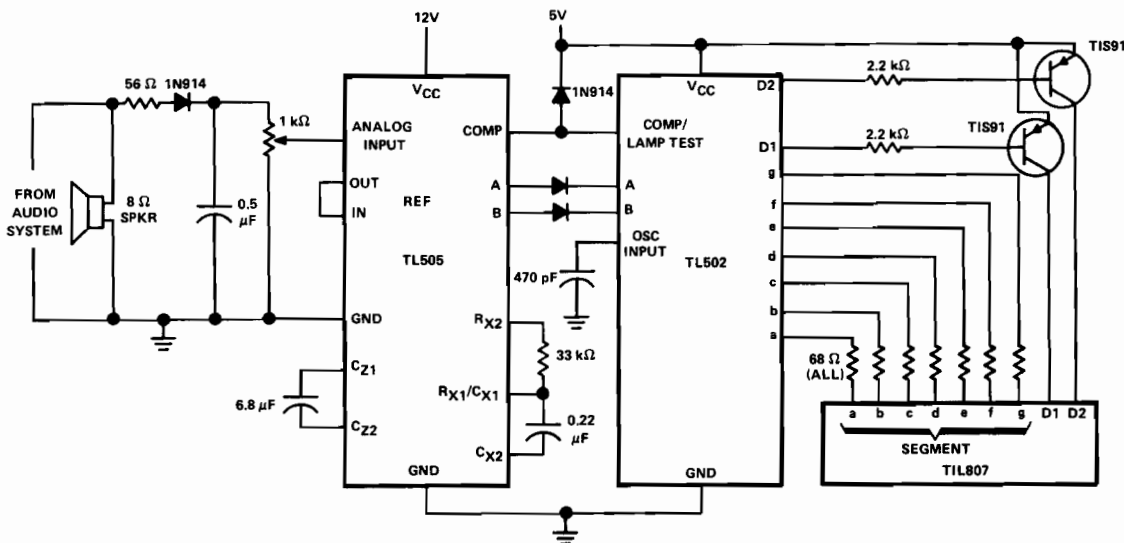 12V
5V
TIS91
56 Ω 1N914
1 kΩ
FROM
AUDIO
SYSTEM
8 Ω
SPKR
0.5
µF
VCC
ANALOG
INPUT
OUT
IN
REF
TL505
GND
CZ1
CZ2
6.8 µF
COMP
A
B
RX2
RX1/CX1
CX2
GND
33 kΩ
0.22
µF
1N914
470 pF
VCC
COMP/
LAMP TEST
A
B
OSC
INPUT
TL502
GND
D2
D1
g
f
e
d
c
b
a
2.2 kΩ
2.2 kΩ
TIS91
68 Ω
(ALL)
a b c d e f g D1 D2
SEGMENT
TIL807